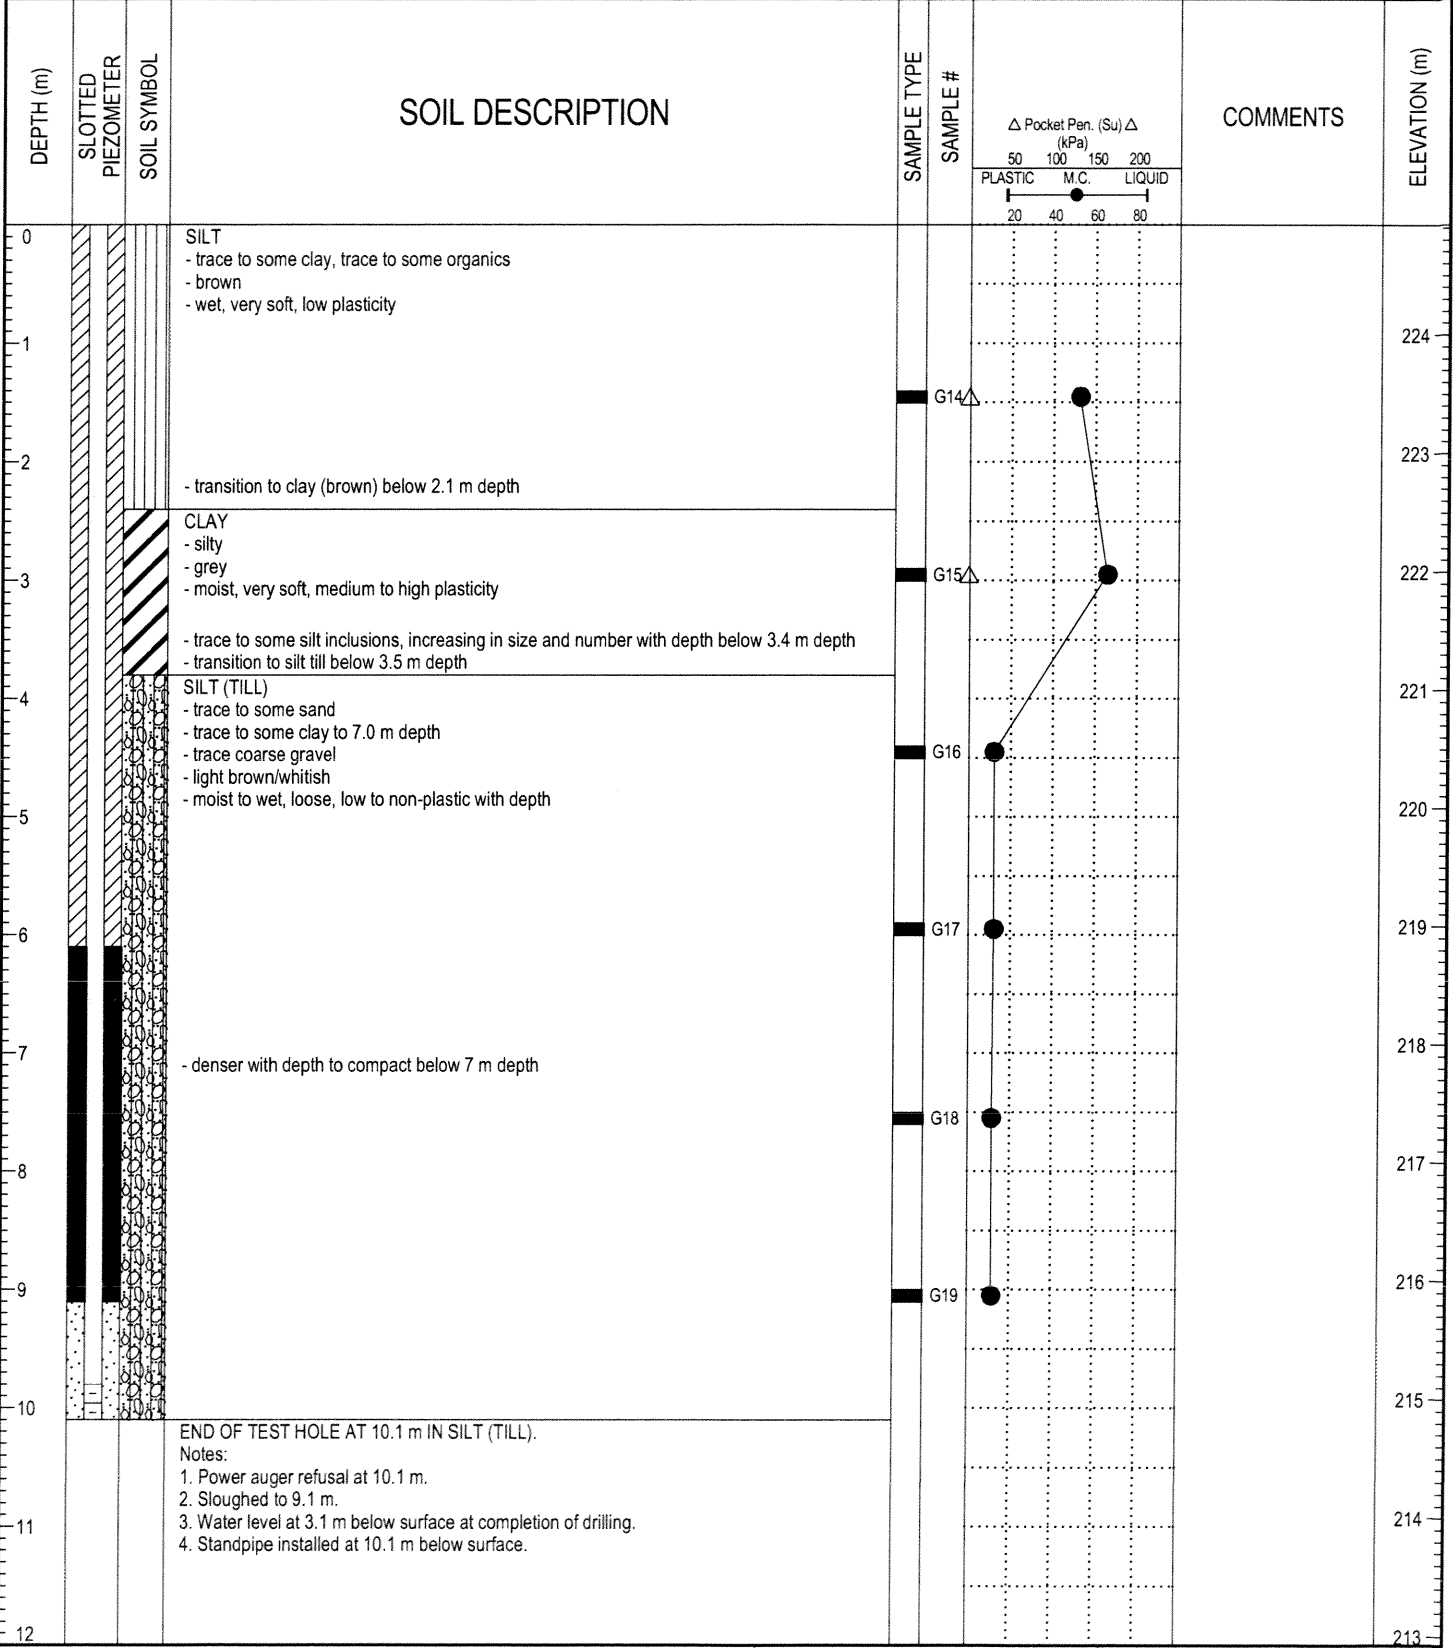 DEPTH (m)
SLOTTED
PIEZOMETER
SOIL SYMBOL
SOIL DESCRIPTION
SAMPLE TYPE
SAMPLE #
△ Pocket Pen. (Su) △
(kPa)
50 100 150 200
PLASTIC M.C. LIQUID
20 40 60 80
COMMENTS
ELEVATION (m)
0
SILT
- trace to some clay, trace to some organics
- brown
- wet, very soft, low plasticity
1
224
G14
2
223
- transition to clay (brown) below 2.1 m depth
CLAY
- silty
- grey
3
G15
222
- moist, very soft, medium to high plasticity
- trace to some silt inclusions, increasing in size and number with depth below 3.4 m depth
- transition to silt till below 3.5 m depth
SILT (TILL)
4
221
- trace to some sand
- trace to some clay to 7.0 m depth
- trace coarse gravel
G16
- light brown/whitish
- moist to wet, loose, low to non-plastic with depth
5
220
6
G17
219
7
218
- denser with depth to compact below 7 m depth
G18
8
217
9
G19
216
10
215
END OF TEST HOLE AT 10.1 m IN SILT (TILL).
Notes:
1. Power auger refusal at 10.1 m.
2. Sloughed to 9.1 m.
3. Water level at 3.1 m below surface at completion of drilling.
4. Standpipe installed at 10.1 m below surface.
11
214
12
213